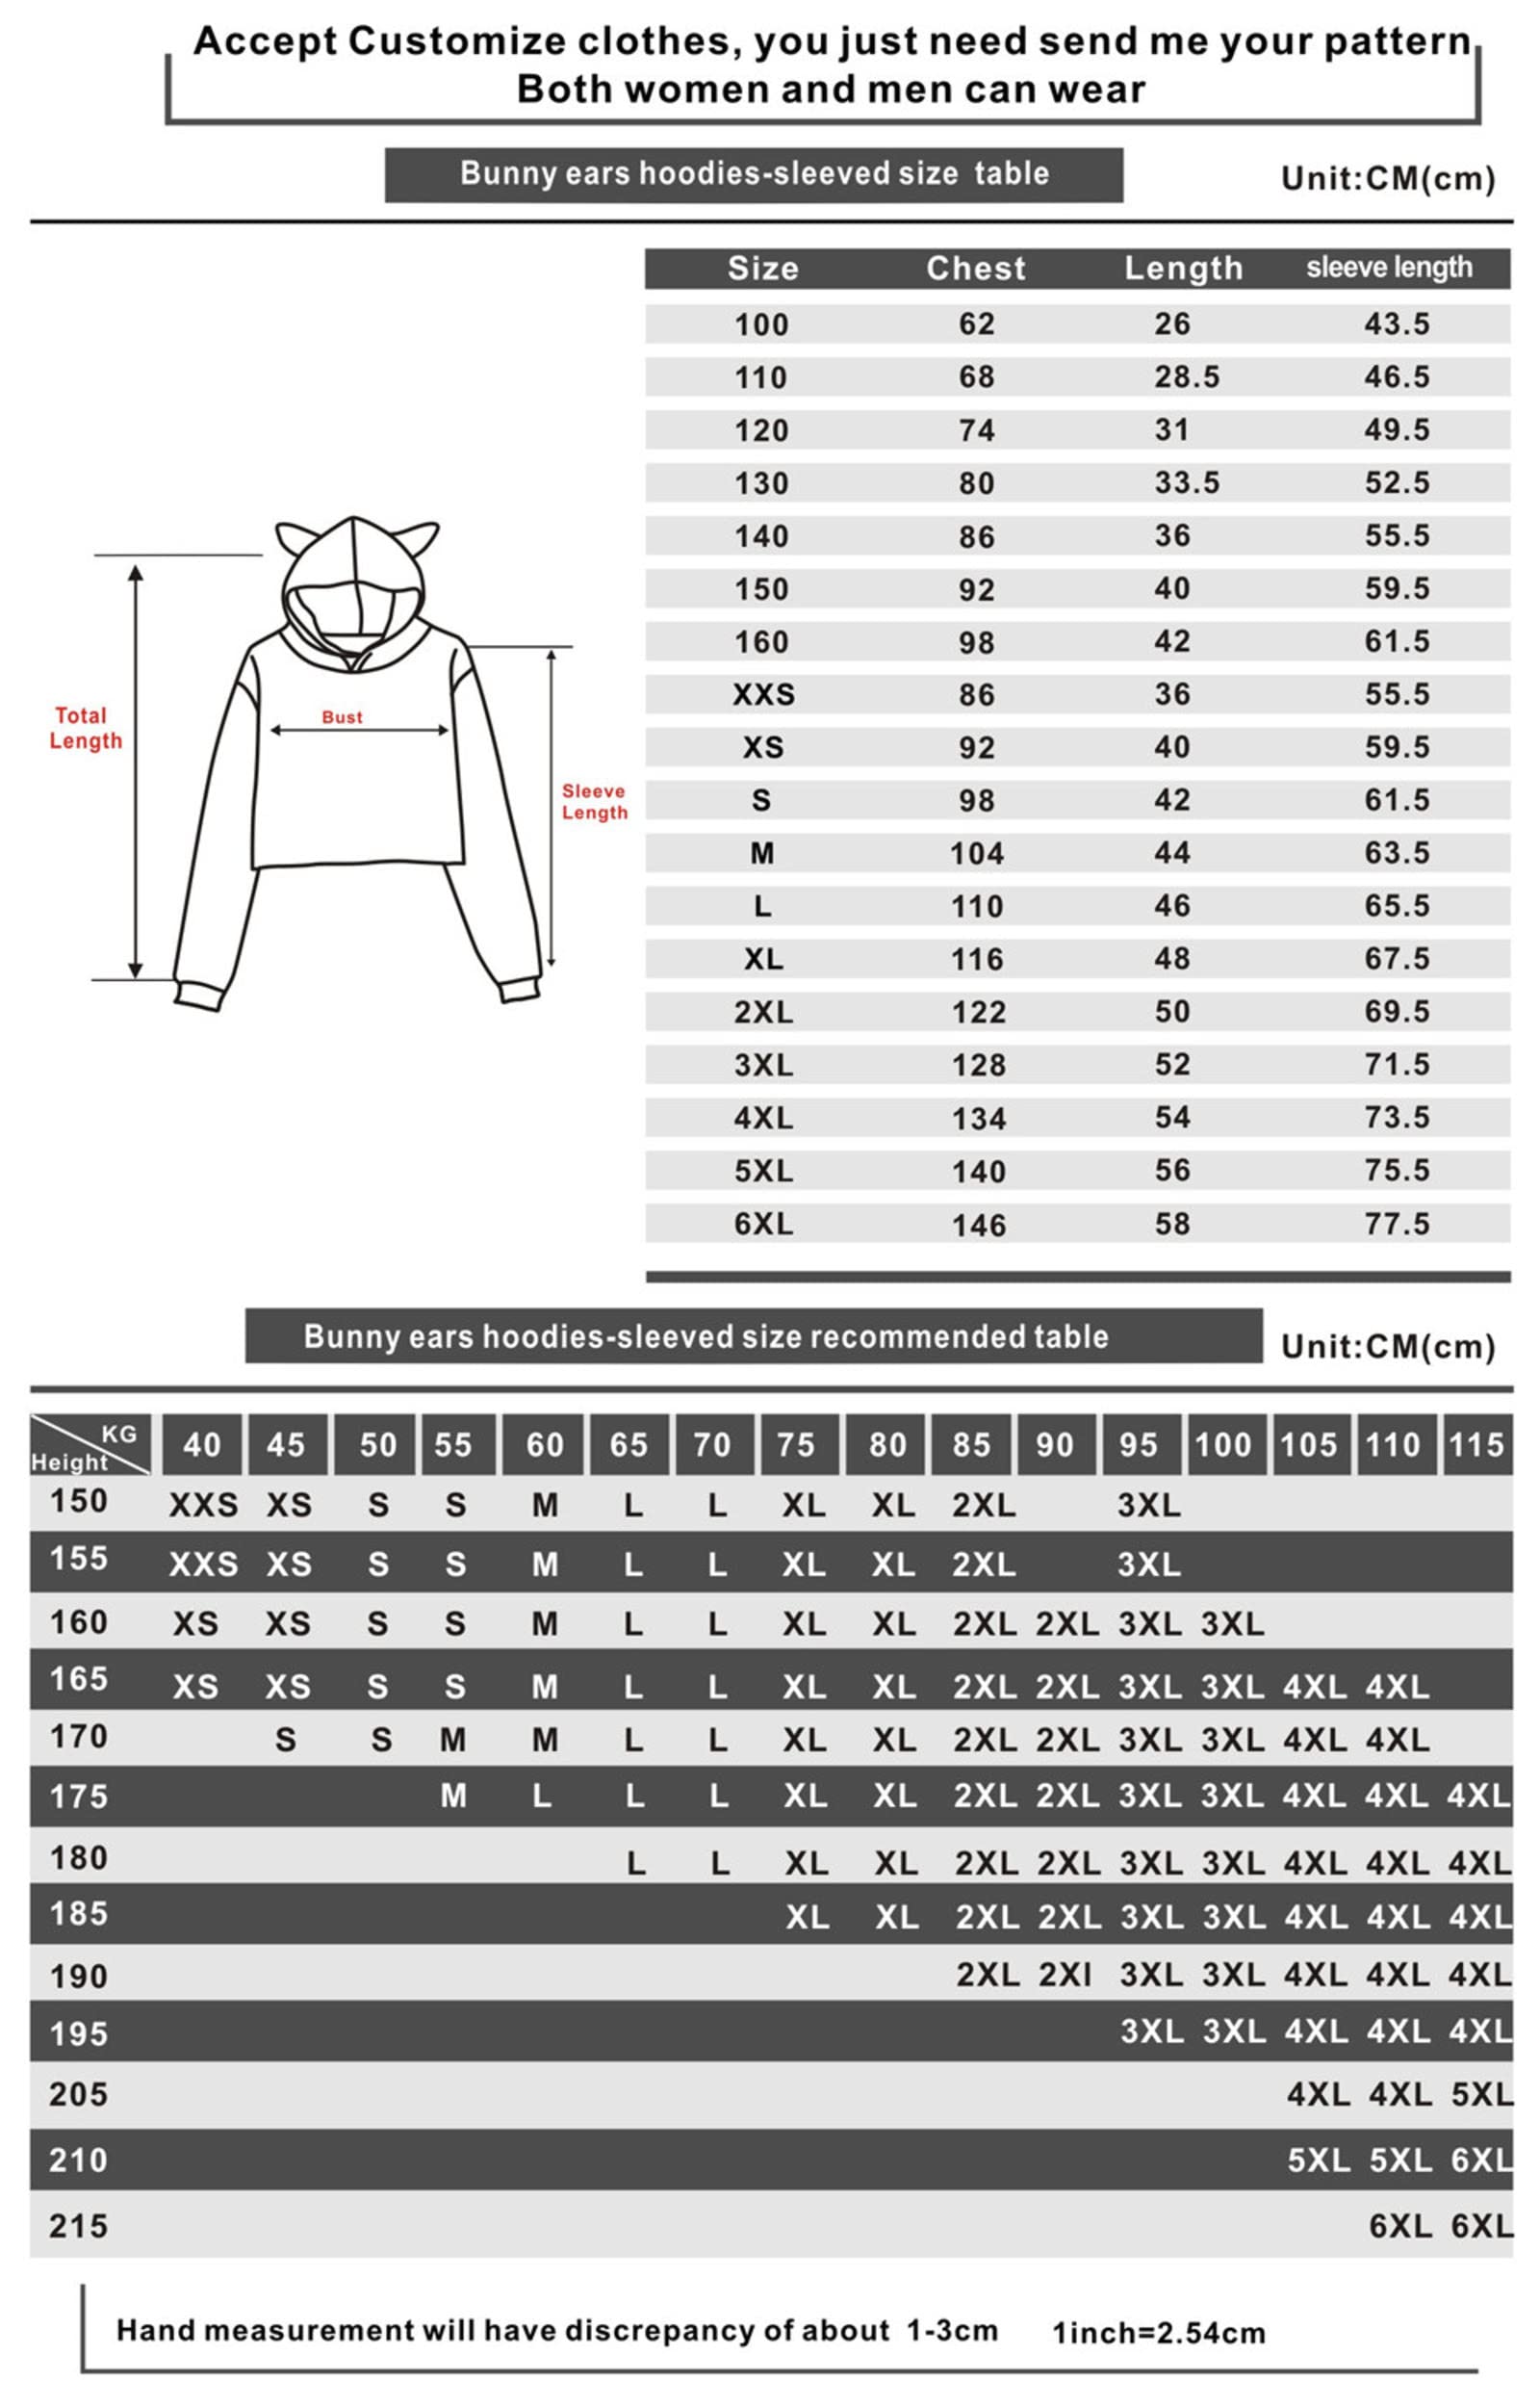 Accept Customize clothes, you just need send me your pattern
Both women and men can wear
Bunny ears hoodies-sleeved size table
Unit:CM(cm)
Size Chest Length sleeve length
100 62 26 43.5
110 68 28.5 46.5
120 74 31 49.5
130 80 33.5 52.5
140 86 36 55.5
150 92 40 59.5
160 98 42 61.5
XXS 86 36 55.5
XS 92 40 59.5
S 98 42 61.5
M 104 44 63.5
L 110 46 65.5
XL 116 48 67.5
2XL 122 50 69.5
3XL 128 52 71.5
4XL 134 54 73.5
5XL 140 56 75.5
6XL 146 58 77.5
Total
Length
Bust
Sleeve
Length
Bunny ears hoodies-sleeved size recommended table
Unit:CM(cm)
KG
Height
40 45 50 55 60 65 70 75 80 85 90 95 100 105 110 115
150 XXS XS S S M L L XL XL 2XL 3XL
155 XXS XS S S M L L XL XL 2XL 3XL
160 XS XS S S M L L XL XL 2XL 2XL 3XL 3XL
165 XS XS S S M L L XL XL 2XL 2XL 3XL 3XL 4XL 4XL
170 S S M M L L XL XL 2XL 2XL 3XL 3XL 4XL 4XL
175 M L L L XL XL 2XL 2XL 3XL 3XL 4XL 4XL 4XL
180 L L XL XL 2XL 2XL 3XL 3XL 4XL 4XL 4XL
185 XL XL 2XL 2XL 3XL 3XL 4XL 4XL 4XL
190 2XL 2XI 3XL 3XL 4XL 4XL 4XL
195 3XL 3XL 4XL 4XL 4XL
205 4XL 4XL 5XL
210 5XL 5XL 6XL
215 6XL 6XL
Hand measurement will have discrepancy of about 1-3cm 1inch=2.54cm